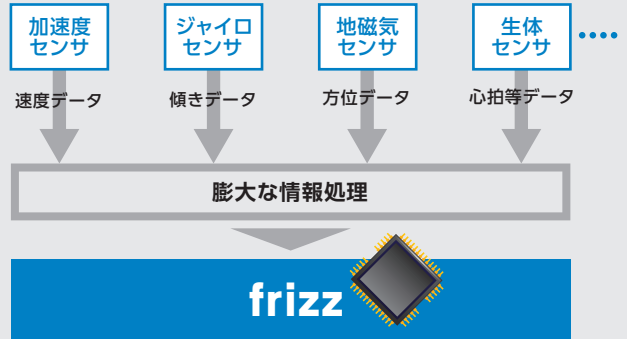 加速度
センサ
ジャイロ
センサ
地磁気
センサ
生体
センサ
速度データ
傾きデータ
方位データ
心拍等データ
膨大な情報処理
frizz